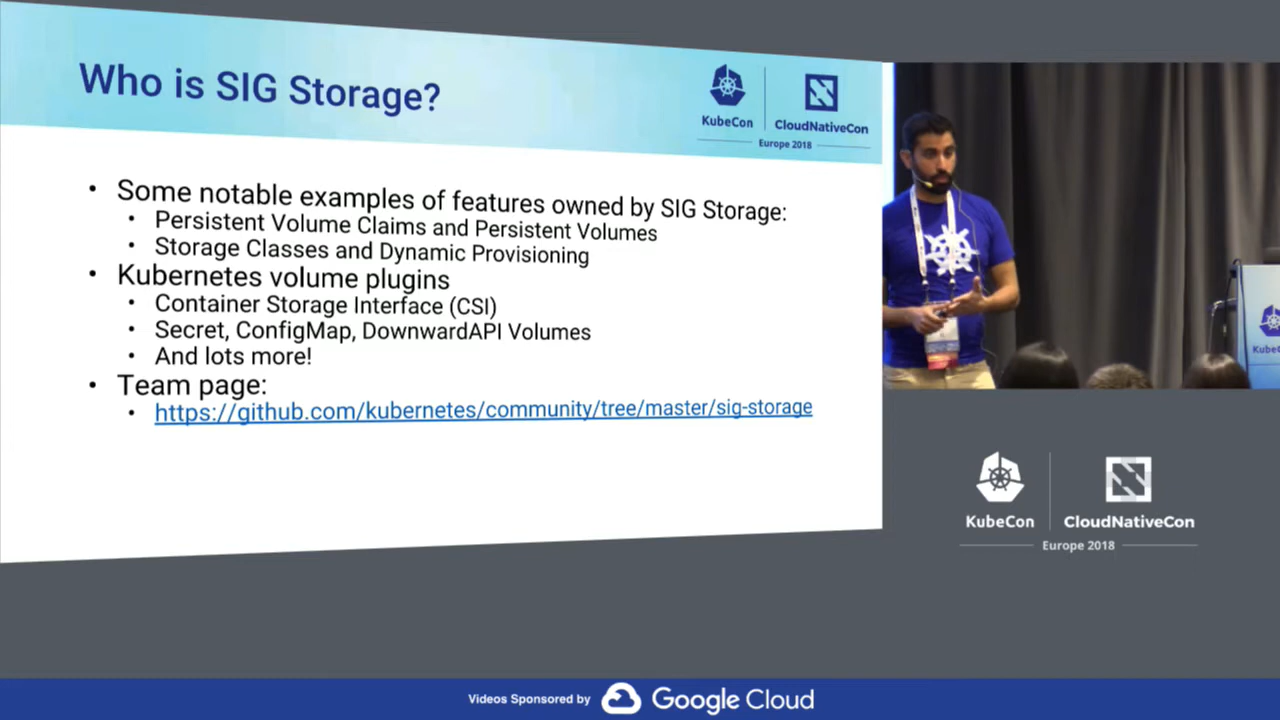 Who is SIG Storage?
KubeCon
CloudNativeCon
Europe 2018
• Some notable examples of features owned by SIG Storage:
• Persistent Volume Claims and Persistent Volumes
• Storage Classes and Dynamic Provisioning
• Kubernetes volume plugins
• Container Storage Interface (CSI)
• Secret, ConfigMap, DownwardAPI Volumes
• And lots more!
• Team page:
• https://github.com/kubernetes/community/tree/master/sig-storage
KubeCon
CloudNativeCon
Europe 2018
Videos Sponsored by Google Cloud